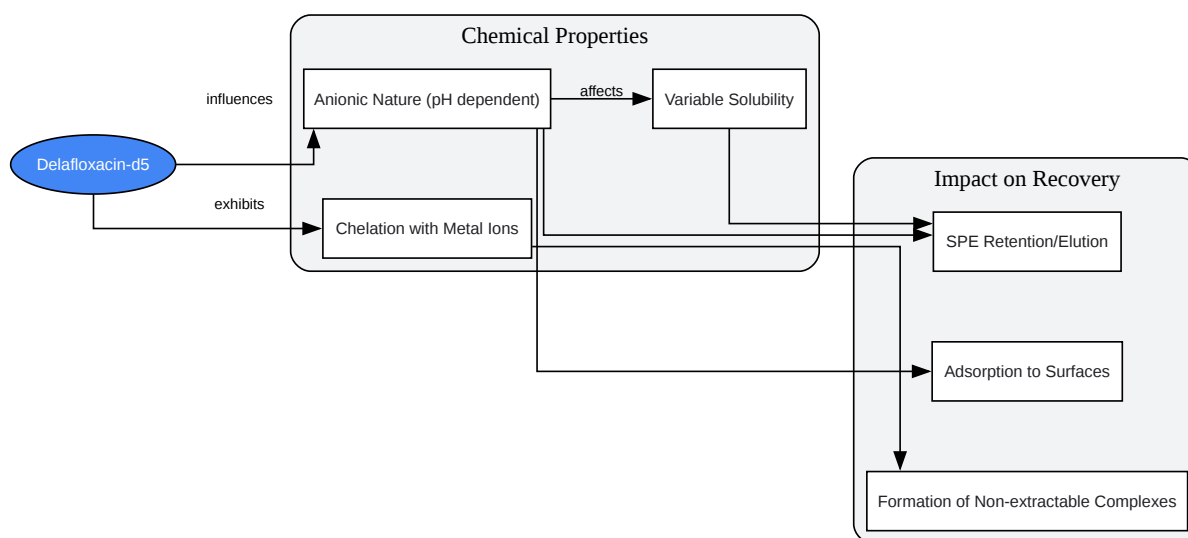 Chemical Properties
influences
Anionic Nature (pH dependent)
affects
Variable Solubility
Delafloxacin-d5
exhibits
Chelation with Metal Ions
Impact on Recovery
SPE Retention/Elution
Adsorption to Surfaces
Formation of Non-extractable Complexes